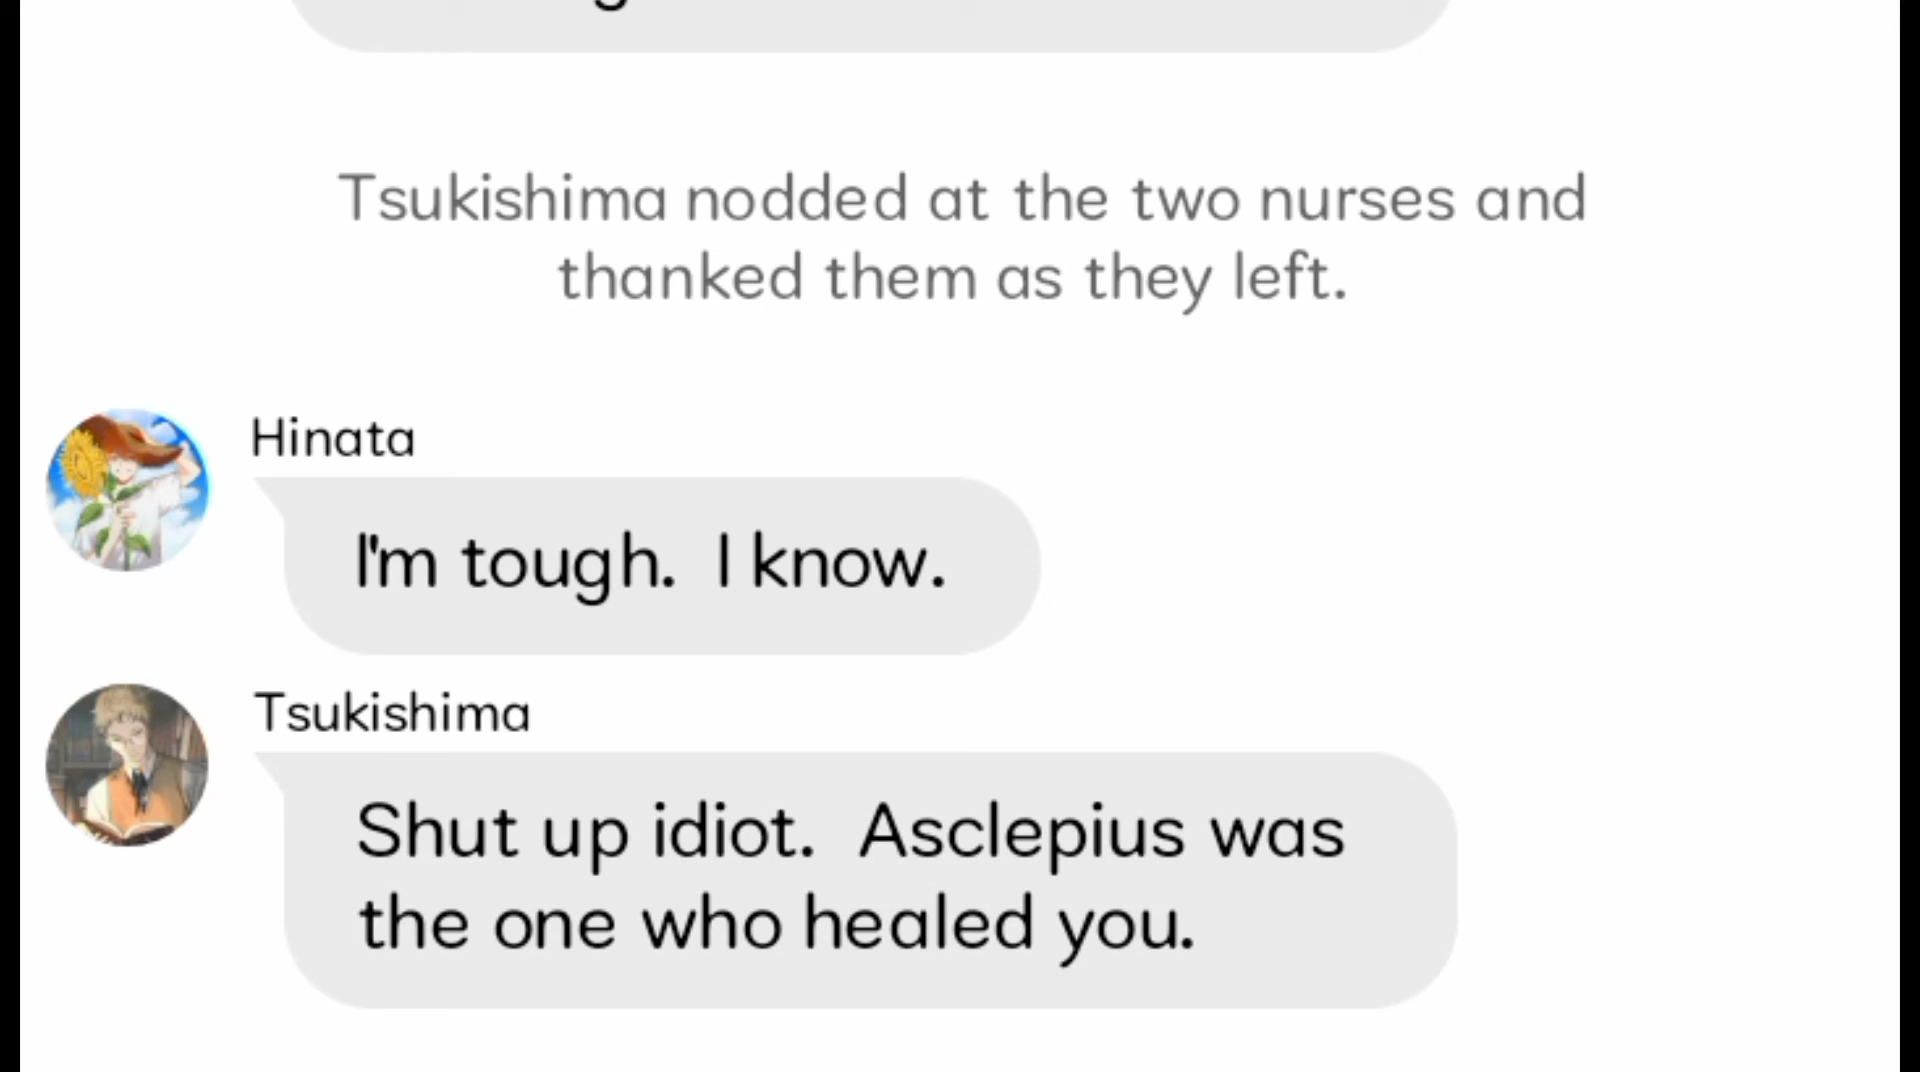 Tsukishima nodded at the two nurses and
thanked them as they left.
Hinata
I'm tough.  I know.
Tsukishima
Shut up idiot.  Asclepius was
the one who healed you.